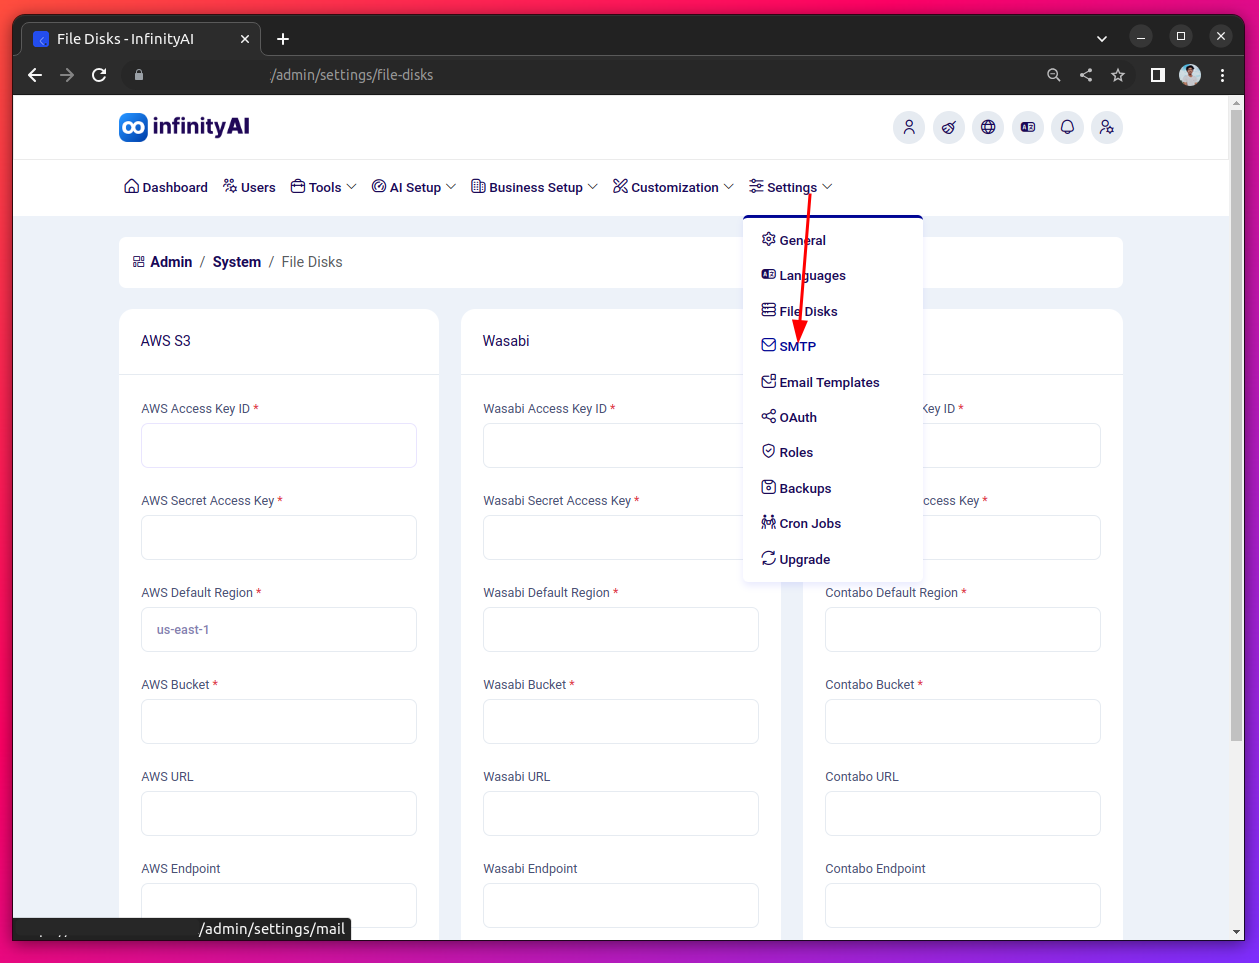 File Disks - InfinityAI
/admin/settings/file-disks
infinityAI
Dashboard Users Tools AI Setup Business Setup Customization Settings
Admin / System / File Disks
General
Languages
File Disks
SMTP
Email Templates
OAuth
Roles
Backups
Cron Jobs
Upgrade
AWS S3
AWS Access Key ID *
AWS Secret Access Key *
AWS Default Region *
us-east-1
AWS Bucket *
AWS URL
AWS Endpoint
Wasabi
Wasabi Access Key ID *
Wasabi Secret Access Key *
Wasabi Default Region *
Wasabi Bucket *
Wasabi URL
Wasabi Endpoint
Key ID *
ccess Key *
Contabo Default Region *
Contabo Bucket *
Contabo URL
Contabo Endpoint
/admin/settings/mail